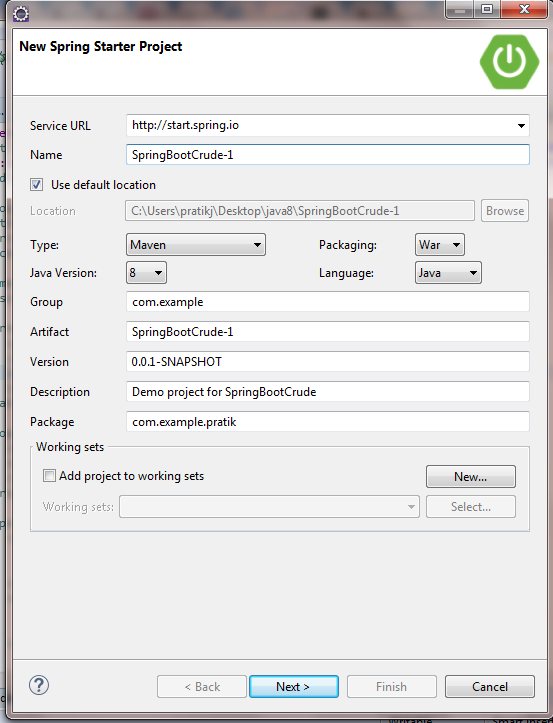 New Spring Starter Project
Service URL http://start.spring.io
Name SpringBootCrude-1
Use default location
Location C:\Users\pratikj\Desktop\java8\SpringBootCrude-1 Browse
Type: Maven Packaging: War
Java Version: 8 Language: Java
Group com.example
Artifact SpringBootCrude-1
Version 0.0.1-SNAPSHOT
Description Demo project for SpringBootCrude
Package com.example.pratik
Working sets
Add project to working sets New...
Working sets: Select...
? < Back Next > Finish Cancel